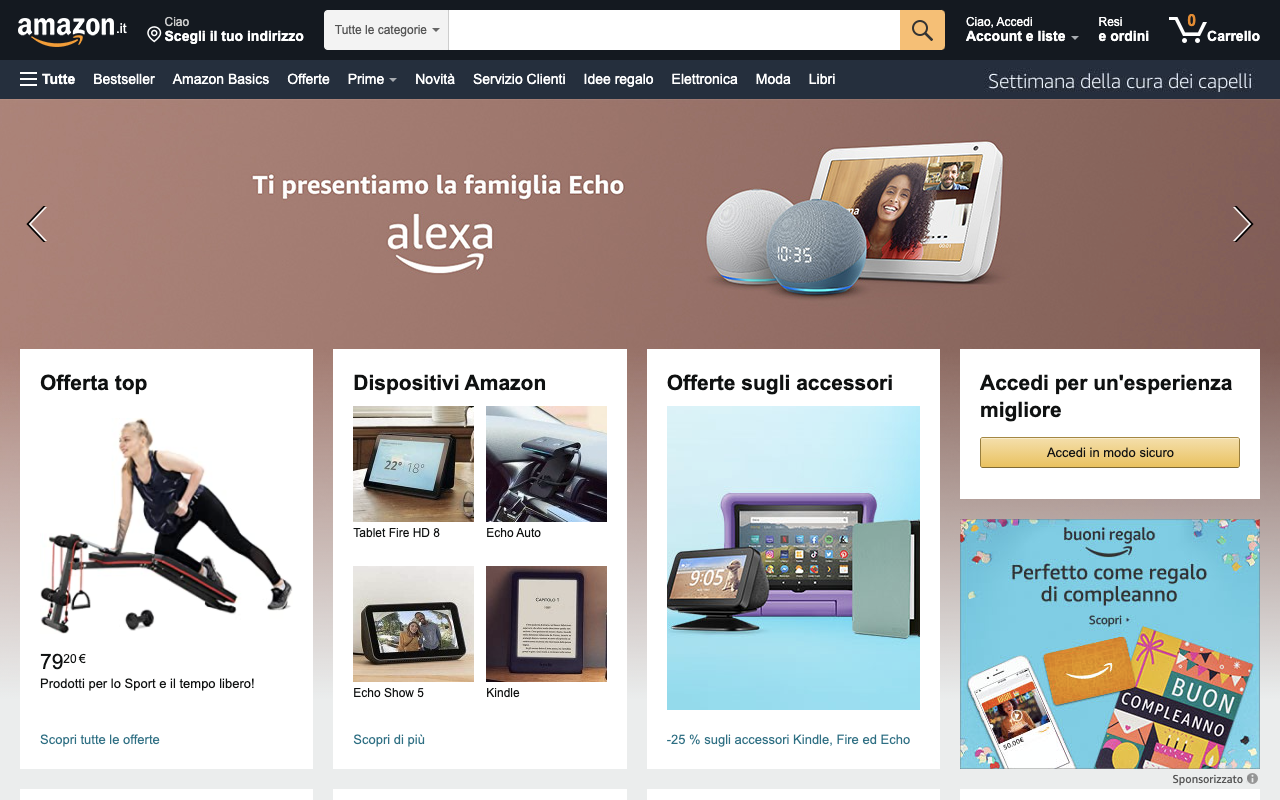 amazon.it
Ciao
Scegli il tuo indirizzo
Tutte le categorie
Ciao, Accedi
Account e liste
Resi
e ordini
0
Carrello
Tutte
Bestseller
Amazon Basics
Offerte
Prime
Novità
Servizio Clienti
Idee regalo
Elettronica
Moda
Libri
Settimana della cura dei capelli
Ti presentiamo la famiglia Echo
alexa
10:35
Offerta top
79,20 €
Prodotti per lo Sport e il tempo libero!
Scopri tutte le offerte
Dispositivi Amazon
22° 18°
Tablet Fire HD 8
Echo Auto
CAPITOLO 1
Echo Show 5
Kindle
Scopri di più
Offerte sugli accessori
9:05
-25 % sugli accessori Kindle, Fire ed Echo
Accedi per un'esperienza
migliore
Accedi in modo sicuro
buoni regalo
Perfetto come regalo
di compleanno
Scopri
50,00€
BUON
COMPLEANNO
Sponsorizzato